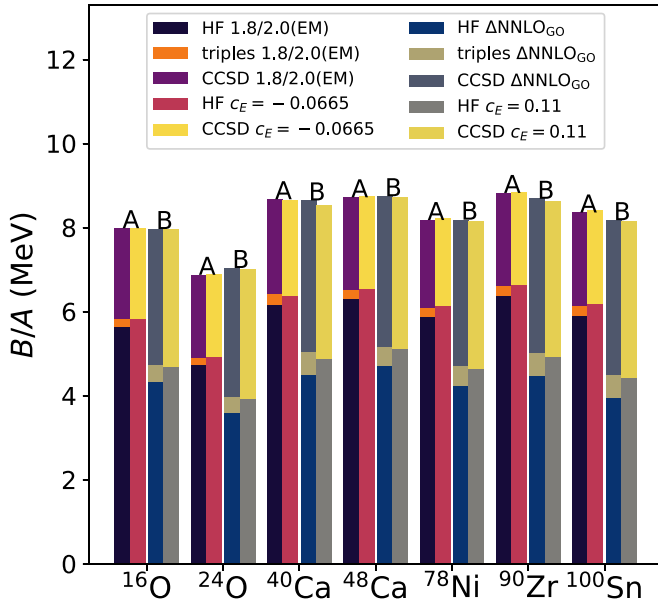 HF 1.8/2.0(EM)
triples 1.8/2.0(EM)
CCSD 1.8/2.0(EM)
HF c_E = −0.0665
CCSD c_E = −0.0665
HF ΔNNLO_GO
triples ΔNNLO_GO
CCSD ΔNNLO_GO
HF c_E = 0.11
CCSD c_E = 0.11
B/A (MeV)
12
10
8
6
4
2
0
A B
A B
A B
A B
A B
A B
A B
¹⁶O ²⁴O ⁴⁰Ca ⁴⁸Ca ⁷⁸Ni ⁹⁰Zr ¹⁰⁰Sn